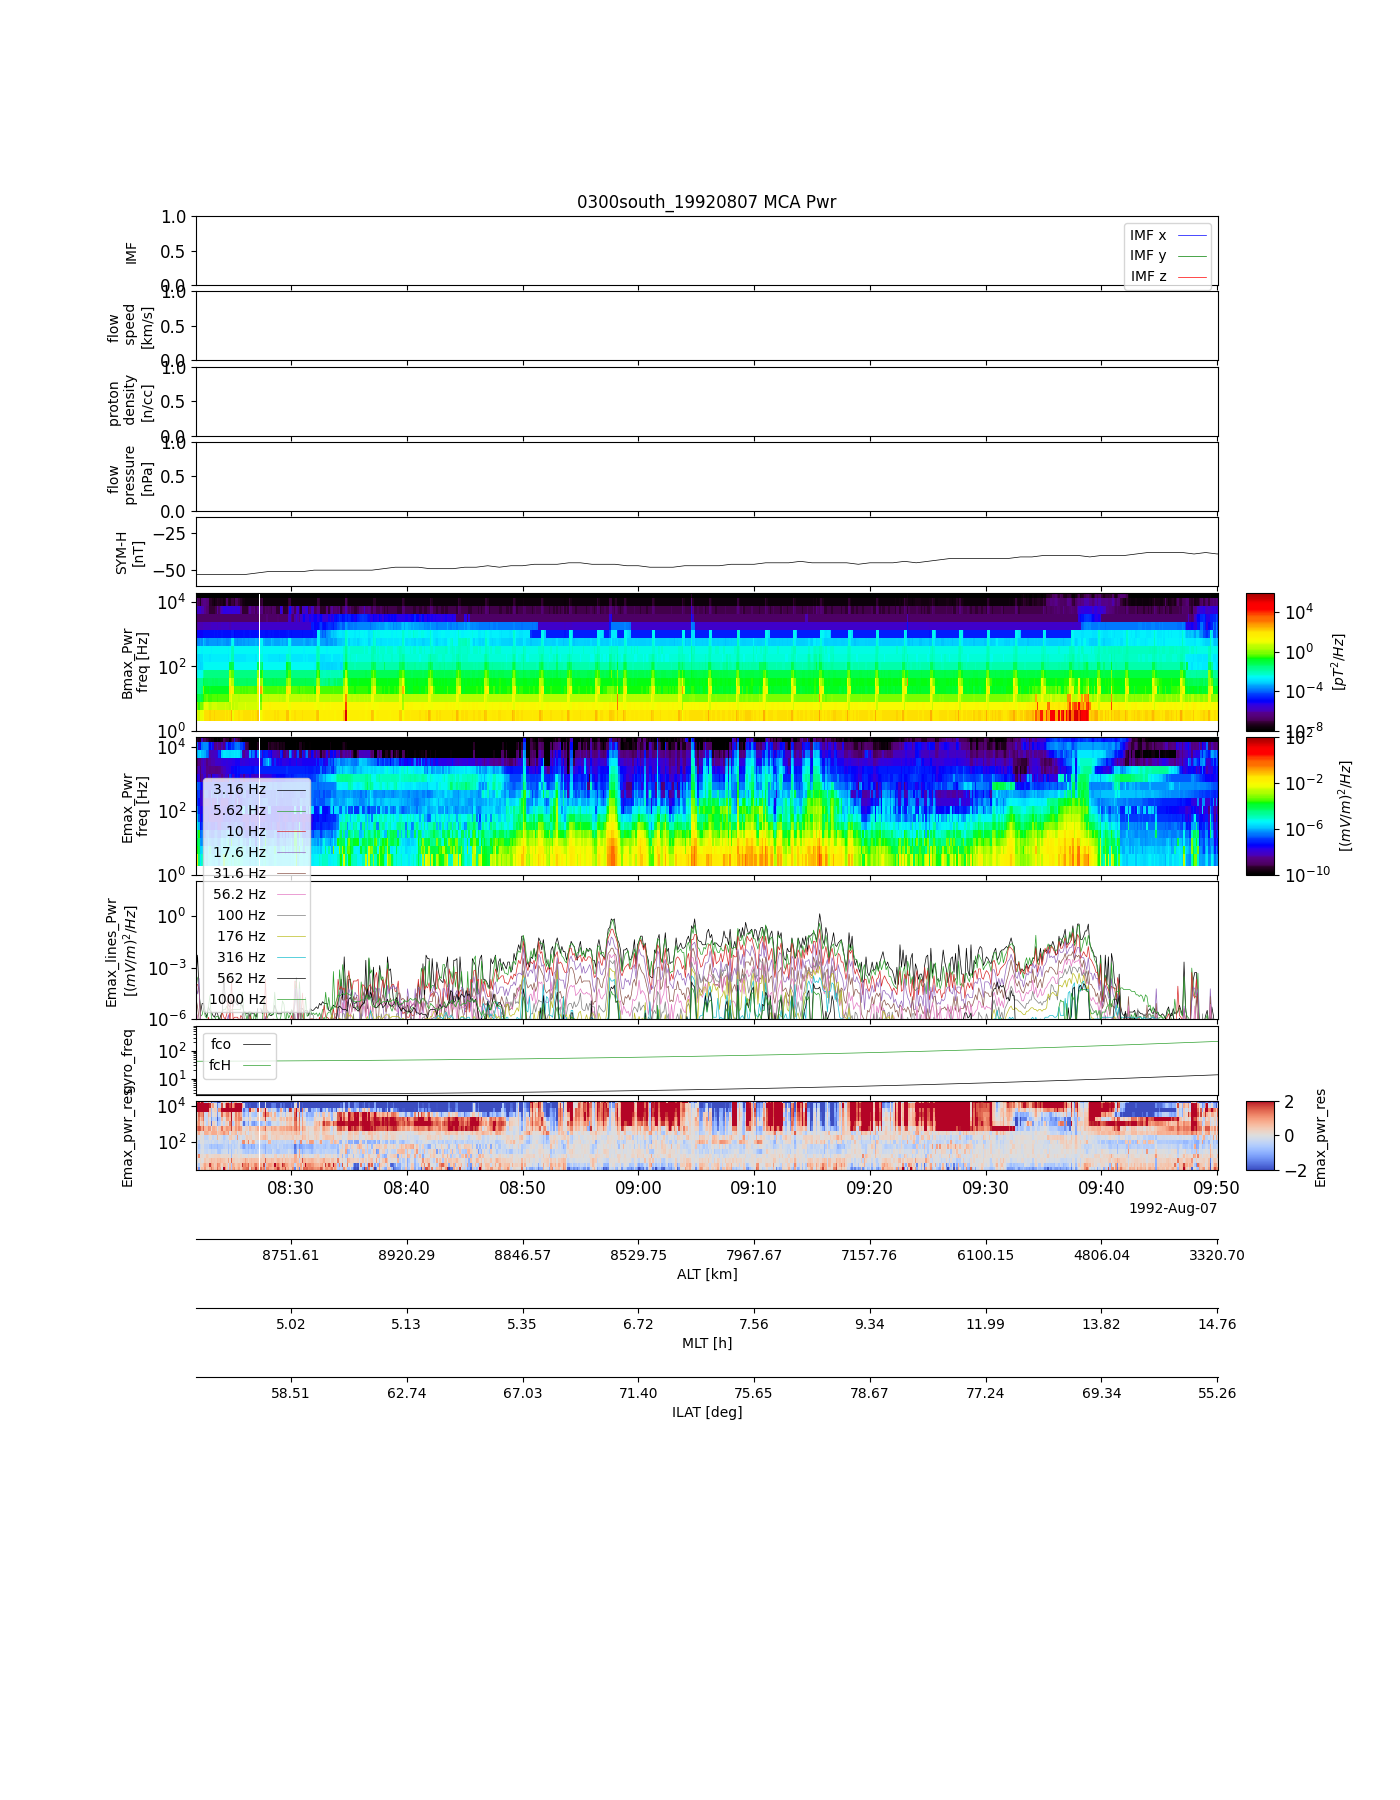 0300south_19920807 MCA Pwr
1.0
0.5
0.0
IMF
IMF x
IMF y
IMF z
1.0
0.5
0.0
flow
speed
[km/s]
1.0
0.5
0.0
proton
density
[n/cc]
1.0
0.5
0.0
flow
pressure
[nPa]
−25
−50
SYM-H
[nT]
10^4
10^2
10^0
Bmax_Pwr
freq [Hz]
10^4
10^0
10^−4
10^−8
[pT^2/Hz]
10^4
10^2
10^0
Emax_Pwr
freq [Hz]
10^2
10^−2
10^−6
10^−10
[(mV/m)^2/Hz]
3.16 Hz
5.62 Hz
10 Hz
17.6 Hz
31.6 Hz
56.2 Hz
100 Hz
176 Hz
316 Hz
562 Hz
1000 Hz
10^0
10^−3
10^−6
Emax_lines_Pwr
[(mV/m)^2/Hz]
10^2
10^1
gyro_freq
fco
fcH
10^4
10^2
Emax_pwr_res
2
0
−2
Emax_pwr_res
08:30 08:40 08:50 09:00 09:10 09:20 09:30 09:40 09:50
1992-Aug-07
8751.61 8920.29 8846.57 8529.75 7967.67 7157.76 6100.15 4806.04 3320.70
ALT [km]
5.02 5.13 5.35 6.72 7.56 9.34 11.99 13.82 14.76
MLT [h]
58.51 62.74 67.03 71.40 75.65 78.67 77.24 69.34 55.26
ILAT [deg]